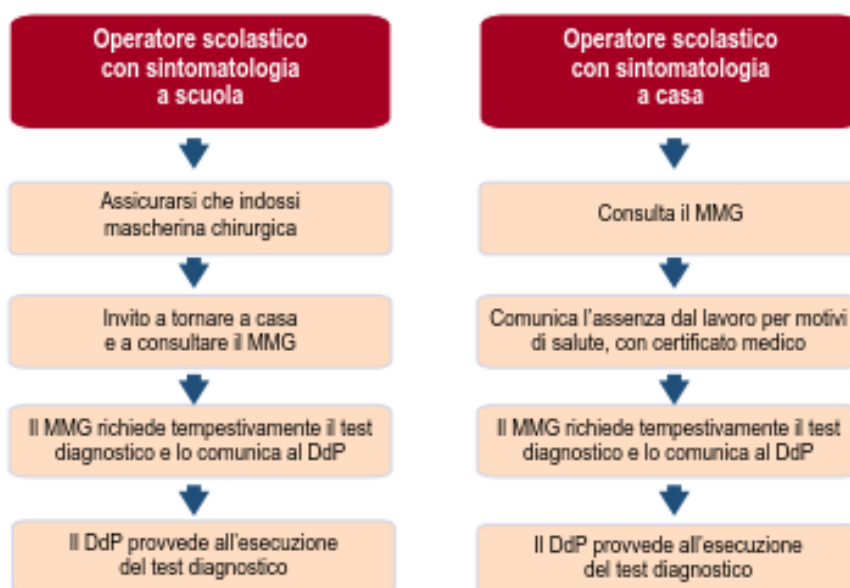 Operatore scolastico
con sintomatologia
a scuola
Assicurarsi che indossi
mascherina chirurgica
Invito a tornare a casa
e a consultare il MMG
Il MMG richiede tempestivamente il test
diagnostico e lo comunica al DdP
Il DdP provvede all'esecuzione
del test diagnostico
Operatore scolastico
con sintomatologia
a casa
Consulta il MMG
Comunica l'assenza dal lavoro per motivi
di salute, con certificato medico
Il MMG richiede tempestivamente il test
diagnostico e lo comunica al DdP
Il DdP provvede all'esecuzione
del test diagnostico